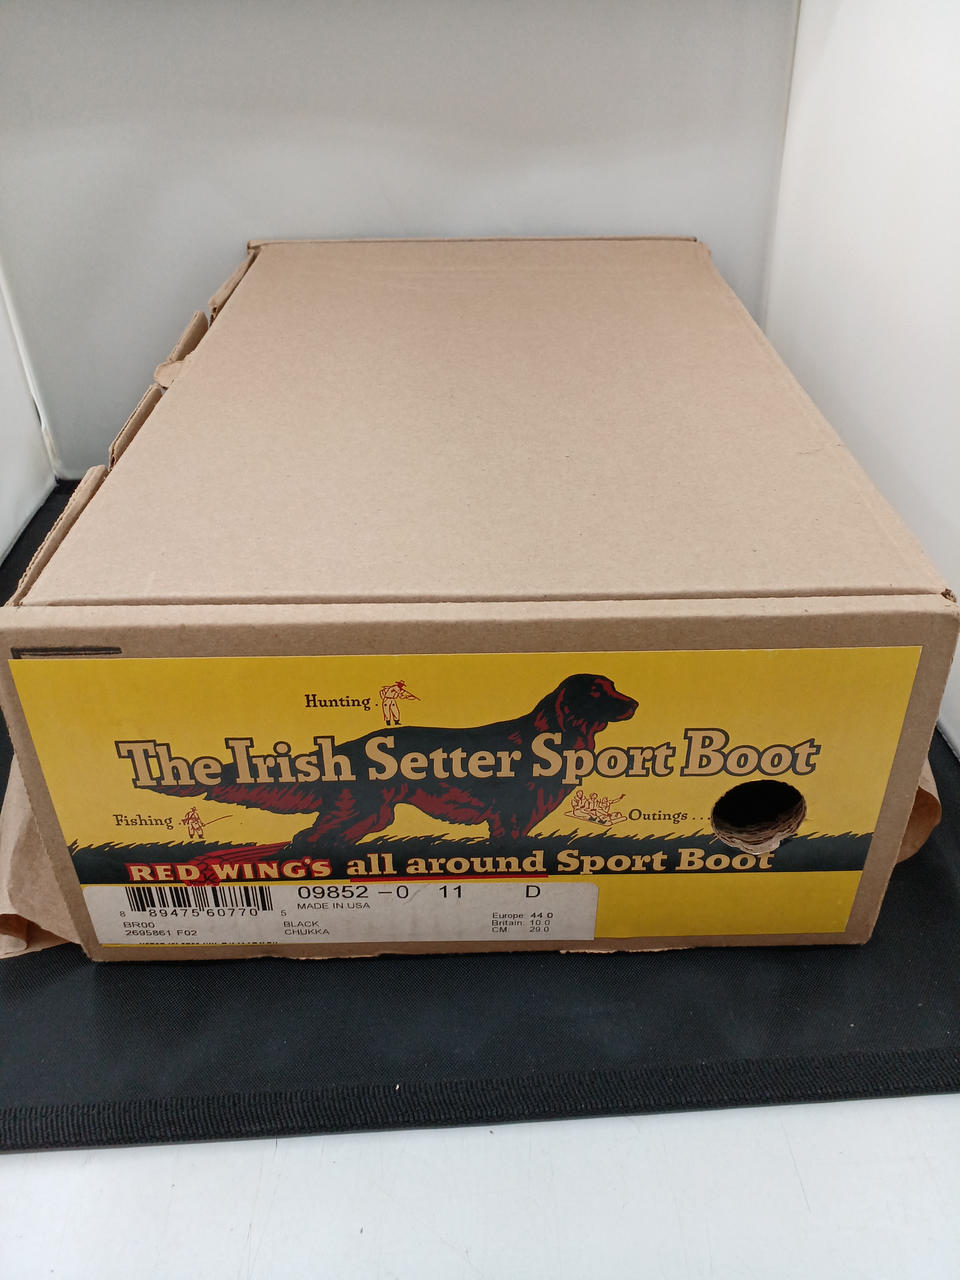 Hunting.
The Irish Setter Sport Boot
Fishing.
Outings...
RED WING'S all around Sport Boot
09852-0 11 D
MADE IN USA
8 89475 60770 5
BR00
2695861 F02
BLACK
CHUKKA
Europe: 44.0
Britain: 10.0
CM: 29.0